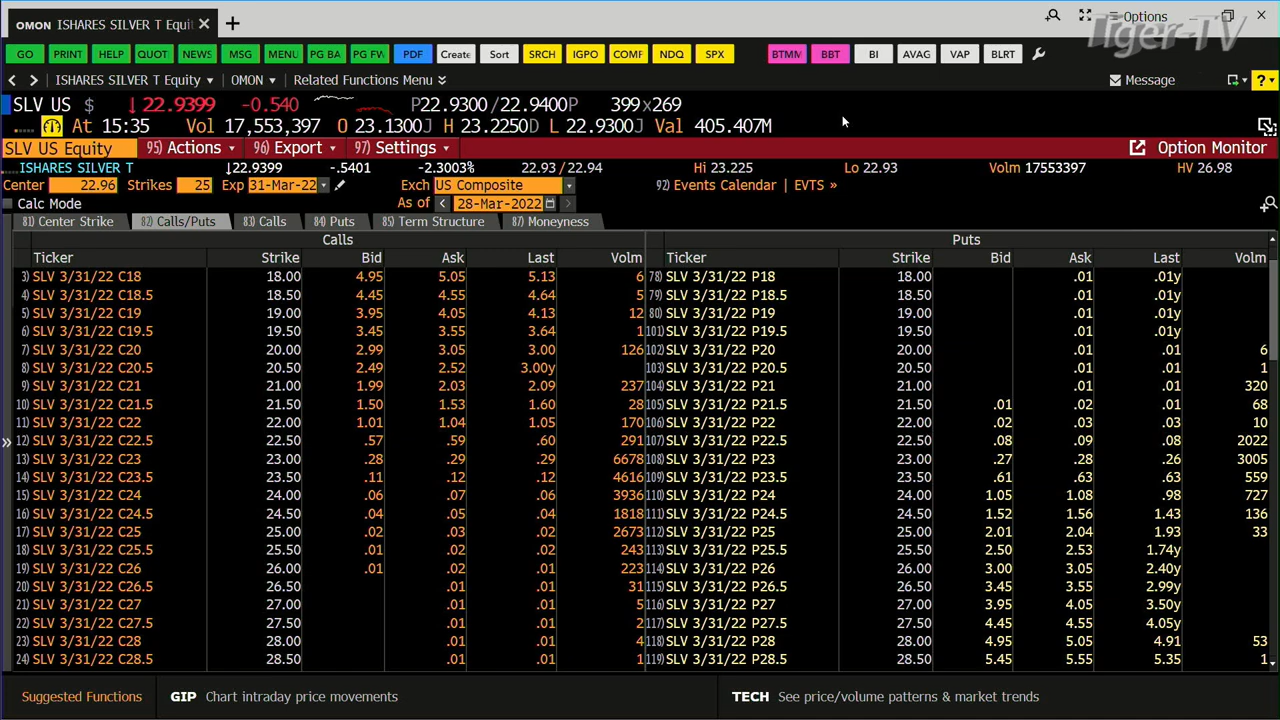 OMON ISHARES SILVER T Equi × +
Options
Tiger-TV
GO PRINT HELP QUOT NEWS MSG MENU PG BA PG FW PDF Create Sort SRCH IGPO COMF NDQ SPX BTMM BBT BI AVAG VAP BLRT
< > ISHARES SILVER T Equity ▾ OMON ▾ Related Functions Menu Message ? ▾
SLV US $ ↓22.9399 -0.540 P22.9300/22.9400P 399x269
At 15:35 Vol 17,553,397 O 23.1300J H 23.2250D L 22.9300J Val 405.407M
SLV US Equity 95) Actions ▾ 96) Export ▾ 97) Settings ▾ Option Monitor
ISHARES SILVER T ↓22.9399 -.5401 -2.3003% 22.93 / 22.94 Hi 23.225 Lo 22.93 Volm 17553397 HV 26.98
Center 22.96 Strikes 25 Exp 31-Mar-22 Exch US Composite 92) Events Calendar | EVTS »
Calc Mode As of < 28-Mar-2022 >
81) Center Strike 82) Calls/Puts 83) Calls 84) Puts 85) Term Structure 87) Moneyness
Calls Puts
Ticker Strike Bid Ask Last Volm Ticker Strike Bid Ask Last Volm
3) SLV 3/31/22 C18 18.00 4.95 5.05 5.13 6 78) SLV 3/31/22 P18 18.00 .01 .01y
4) SLV 3/31/22 C18.5 18.50 4.45 4.55 4.64 5 79) SLV 3/31/22 P18.5 18.50 .01 .01y
5) SLV 3/31/22 C19 19.00 3.95 4.05 4.13 12 80) SLV 3/31/22 P19 19.00 .01 .01y
6) SLV 3/31/22 C19.5 19.50 3.45 3.55 3.64 1 101) SLV 3/31/22 P19.5 19.50 .01 .01y
7) SLV 3/31/22 C20 20.00 2.99 3.05 3.00 126 102) SLV 3/31/22 P20 20.00 .01 .01 6
8) SLV 3/31/22 C20.5 20.50 2.49 2.52 3.00y 103) SLV 3/31/22 P20.5 20.50 .01 .01 1
9) SLV 3/31/22 C21 21.00 1.99 2.03 2.09 237 104) SLV 3/31/22 P21 21.00 .01 .01 320
10) SLV 3/31/22 C21.5 21.50 1.50 1.53 1.60 28 105) SLV 3/31/22 P21.5 21.50 .01 .02 .01 68
11) SLV 3/31/22 C22 22.00 1.01 1.04 1.05 170 106) SLV 3/31/22 P22 22.00 .02 .03 .03 10
12) SLV 3/31/22 C22.5 22.50 .57 .59 .60 291 107) SLV 3/31/22 P22.5 22.50 .08 .09 .08 2022
13) SLV 3/31/22 C23 23.00 .28 .29 .29 6678 108) SLV 3/31/22 P23 23.00 .27 .28 .26 3005
14) SLV 3/31/22 C23.5 23.50 .11 .12 .12 4616 109) SLV 3/31/22 P23.5 23.50 .61 .63 .63 559
15) SLV 3/31/22 C24 24.00 .06 .07 .06 3936 110) SLV 3/31/22 P24 24.00 1.05 1.08 .98 727
16) SLV 3/31/22 C24.5 24.50 .04 .05 .04 1818 111) SLV 3/31/22 P24.5 24.50 1.52 1.56 1.43 136
17) SLV 3/31/22 C25 25.00 .02 .03 .02 2673 112) SLV 3/31/22 P25 25.00 2.01 2.04 1.93 33
18) SLV 3/31/22 C25.5 25.50 .01 .02 .02 243 113) SLV 3/31/22 P25.5 25.50 2.50 2.53 1.74y
19) SLV 3/31/22 C26 26.00 .01 .02 .01 223 114) SLV 3/31/22 P26 26.00 3.00 3.05 2.40y
20) SLV 3/31/22 C26.5 26.50 .01 .01 31 115) SLV 3/31/22 P26.5 26.50 3.45 3.55 2.99y
21) SLV 3/31/22 C27 27.00 .01 .01 5 116) SLV 3/31/22 P27 27.00 3.95 4.05 3.50y
22) SLV 3/31/22 C27.5 27.50 .01 .01 2 117) SLV 3/31/22 P27.5 27.50 4.45 4.55 4.05y
23) SLV 3/31/22 C28 28.00 .01 .01 4 118) SLV 3/31/22 P28 28.00 4.95 5.05 4.91 53
24) SLV 3/31/22 C28.5 28.50 .01 .01 1 119) SLV 3/31/22 P28.5 28.50 5.45 5.55 5.35 1
Suggested Functions GIP Chart intraday price movements TECH See price/volume patterns & market trends